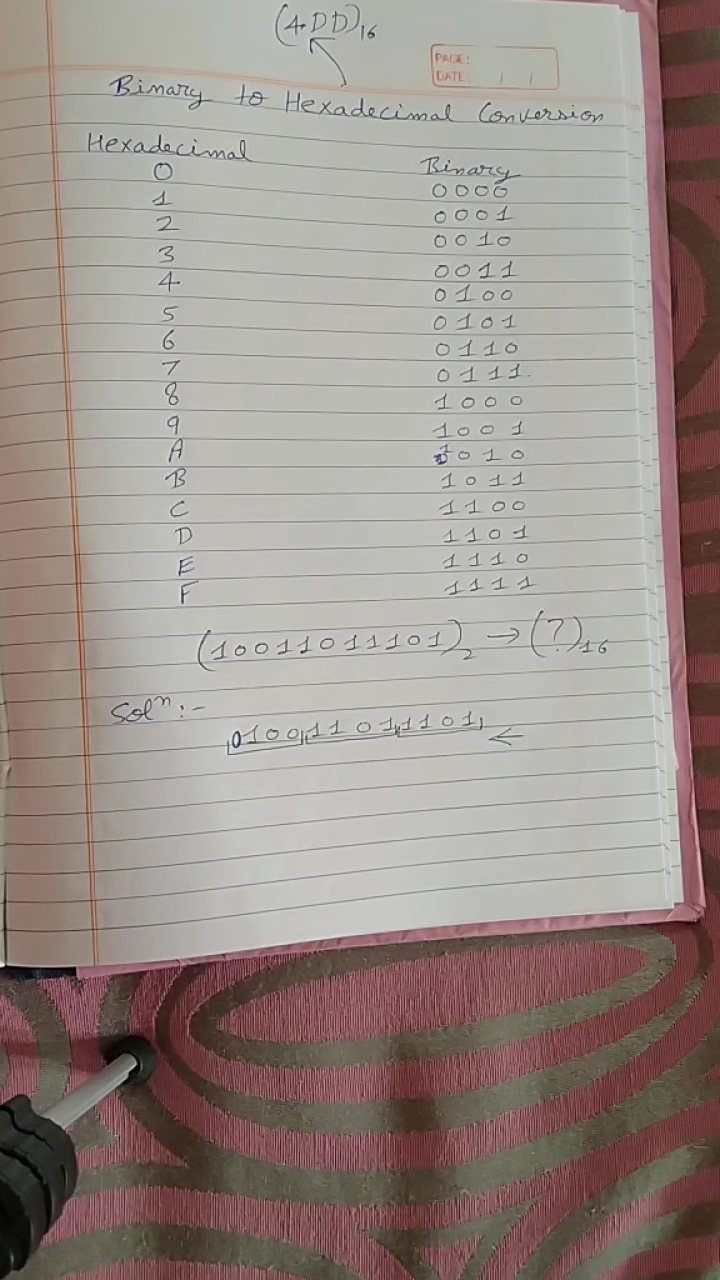 (4DD)16
PAGE:
DATE: / /
Binary to Hexadecimal Conversion
Hexadecimal Binary
0 0000
1 0001
2 0010
3 0011
4 0100
5 0101
6 0110
7 0111.
8 1000
9 1001
A 1010
B 1011
C 1100
D 1101
E 1110
F 1111
(10011011101)2 → (?)16
Solⁿ:-
0100,1101,1101, ←